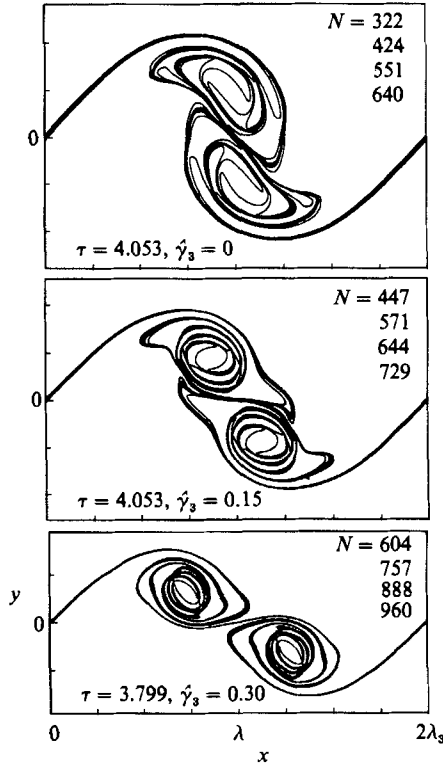 N = 322
424
551
640
0
τ = 4.053, γ̂₃ = 0
N = 447
571
644
729
0
τ = 4.053, γ̂₃ = 0.15
N = 604
757
888
960
y
0
τ = 3.799, γ̂₃ = 0.30
0 λ 2λ₃
x